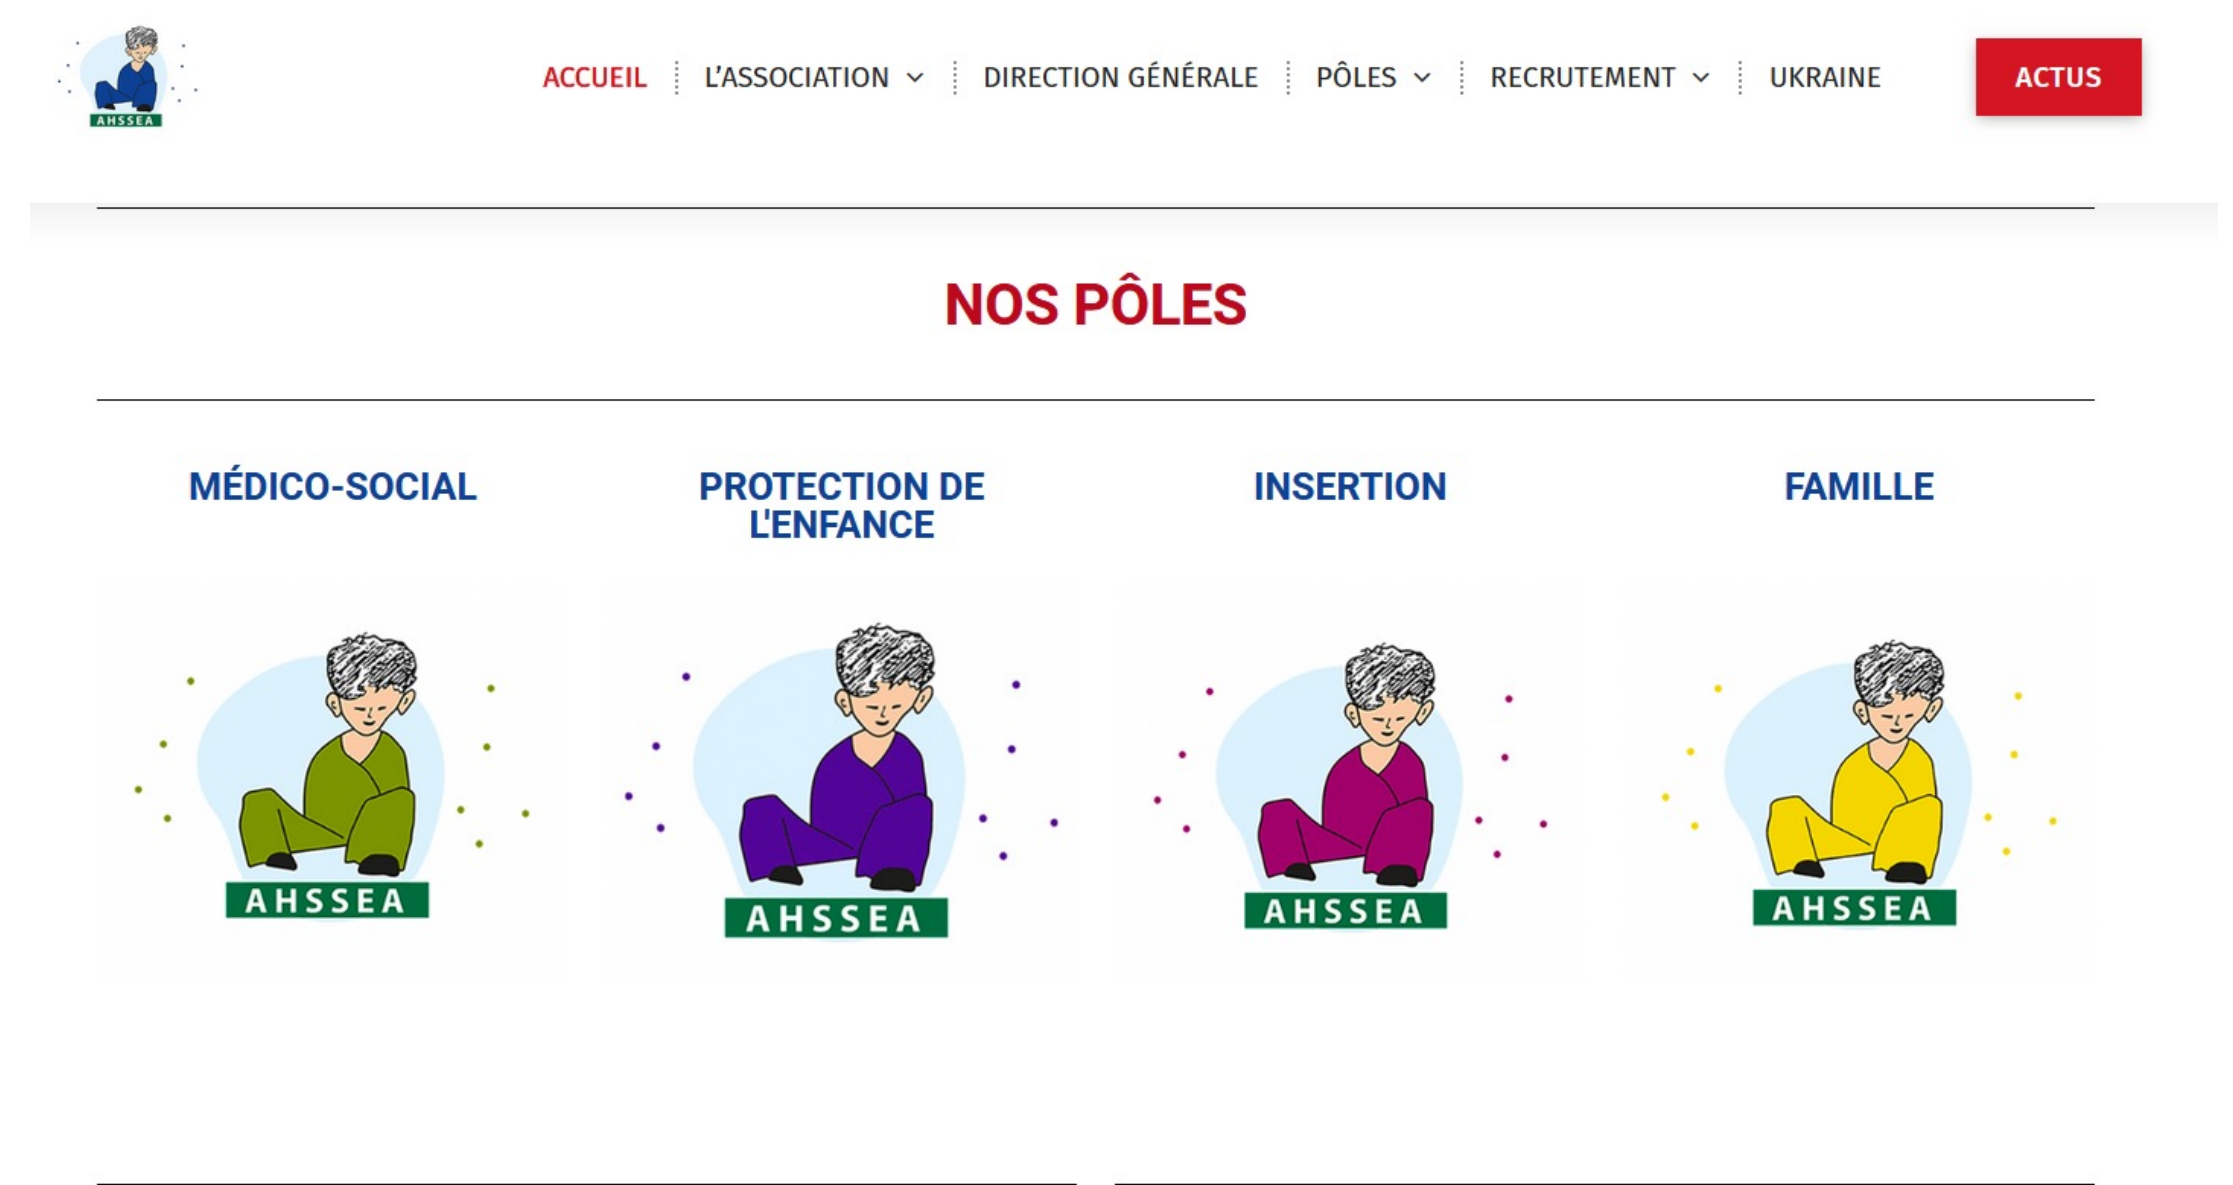 AHSSEA
ACCUEIL
L'ASSOCIATION
DIRECTION GÉNÉRALE
PÔLES
RECRUTEMENT
UKRAINE
ACTUS
NOS PÔLES
MÉDICO-SOCIAL
PROTECTION DE
L'ENFANCE
INSERTION
FAMILLE
AHSSEA
AHSSEA
AHSSEA
AHSSEA